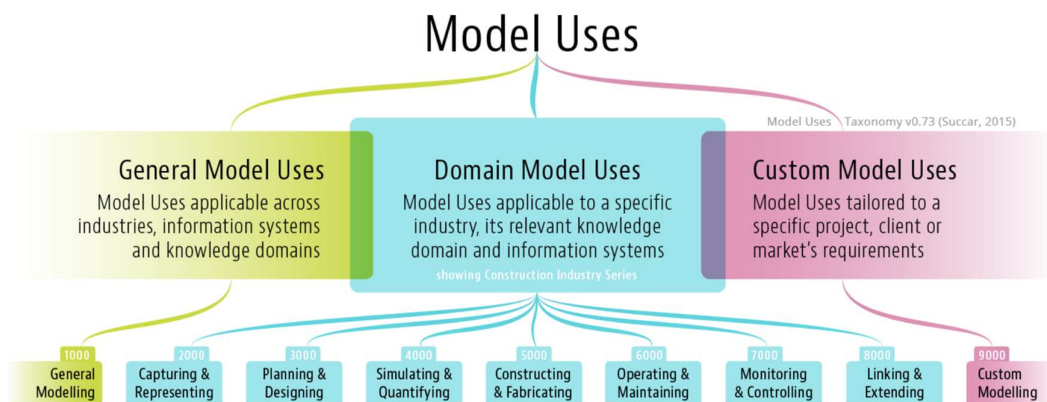 Model Uses
Model Uses Taxonomy v0.73 (Succar, 2015)
General Model Uses
Model Uses applicable across
industries, information systems
and knowledge domains
Domain Model Uses
Model Uses applicable to a specific
industry, its relevant knowledge
domain and information systems
showing Construction Industry Series
Custom Model Uses
Model Uses tailored to a
specific project, client or
market's requirements
1000
General
Modelling
2000
Capturing &
Representing
3000
Planning &
Designing
4000
Simulating &
Quantifying
5000
Constructing
& Fabricating
6000
Operating &
Maintaining
7000
Monitoring
& Controlling
8000
Linking &
Extending
9000
Custom
Modelling